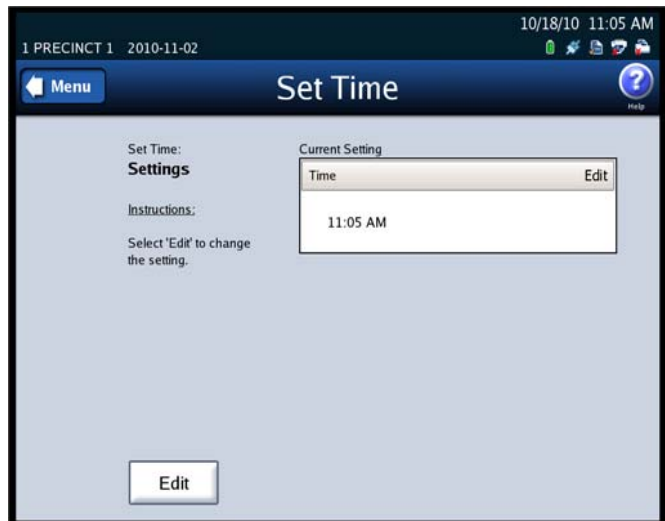 10/18/10 11:05 AM
1 PRECINCT 1 2010-11-02
Menu
Set Time
Help
Set Time:
Settings
Instructions:
Select 'Edit' to change
the setting.
Current Setting
Time Edit
11:05 AM
Edit